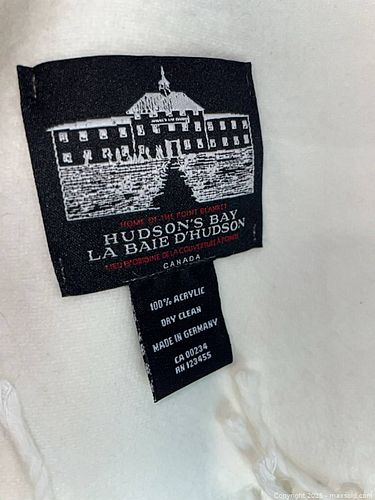 HOME OF THE POINT BLANKET
HUDSON'S BAY
LA BAIE D'HUDSON
CANADA
100% ACRYLIC
DRY CLEAN
MADE IN GERMANY
CA 00234
RN 123455
Copyright 2025 - maxsold.com